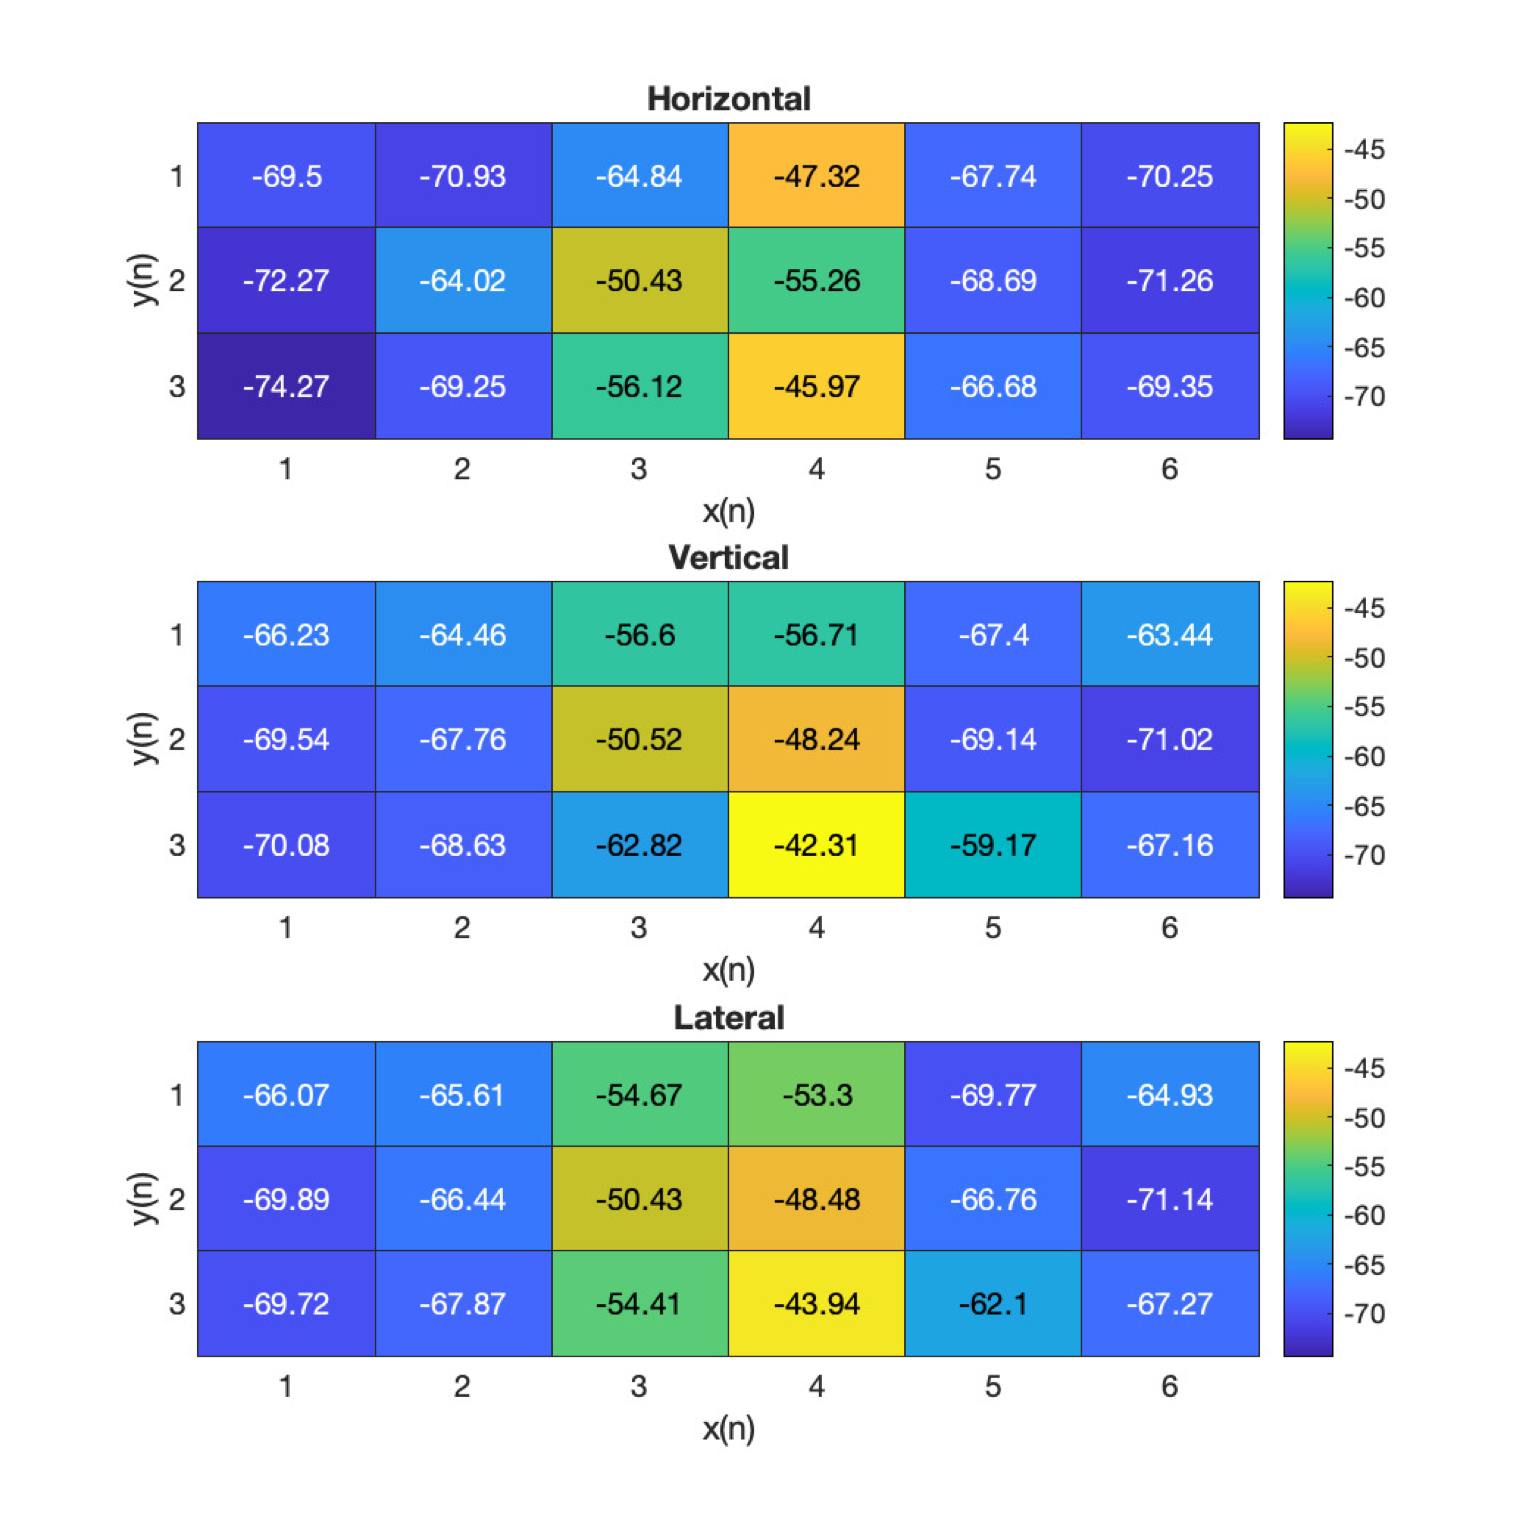 Horizontal
1 -69.5 -70.93 -64.84 -47.32 -67.74 -70.25
y(n) 2 -72.27 -64.02 -50.43 -55.26 -68.69 -71.26
3 -74.27 -69.25 -56.12 -45.97 -66.68 -69.35
1 2 3 4 5 6
x(n)
-45
-50
-55
-60
-65
-70
Vertical
1 -66.23 -64.46 -56.6 -56.71 -67.4 -63.44
y(n) 2 -69.54 -67.76 -50.52 -48.24 -69.14 -71.02
3 -70.08 -68.63 -62.82 -42.31 -59.17 -67.16
1 2 3 4 5 6
x(n)
-45
-50
-55
-60
-65
-70
Lateral
1 -66.07 -65.61 -54.67 -53.3 -69.77 -64.93
y(n) 2 -69.89 -66.44 -50.43 -48.48 -66.76 -71.14
3 -69.72 -67.87 -54.41 -43.94 -62.1 -67.27
1 2 3 4 5 6
x(n)
-45
-50
-55
-60
-65
-70